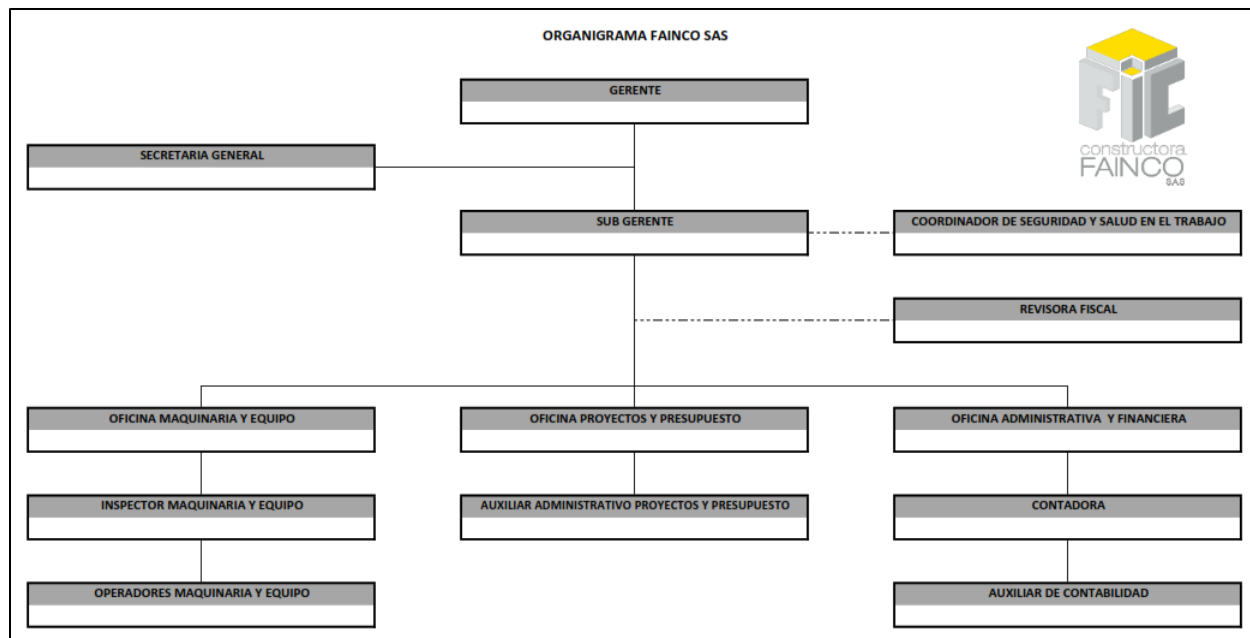 ORGANIGRAMA FAINCO SAS
GERENTE
FIC
constructora
FAINCO
SAS
SECRETARIA GENERAL
SUB GERENTE
COORDINADOR DE SEGURIDAD Y SALUD EN EL TRABAJO
REVISORA FISCAL
OFICINA MAQUINARIA Y EQUIPO
OFICINA PROYECTOS Y PRESUPUESTO
OFICINA ADMINISTRATIVA  Y FINANCIERA
INSPECTOR MAQUINARIA Y EQUIPO
AUXILIAR ADMINISTRATIVO PROYECTOS Y PRESUPUESTO
CONTADORA
OPERADORES MAQUINARIA Y EQUIPO
AUXILIAR DE CONTABILIDAD